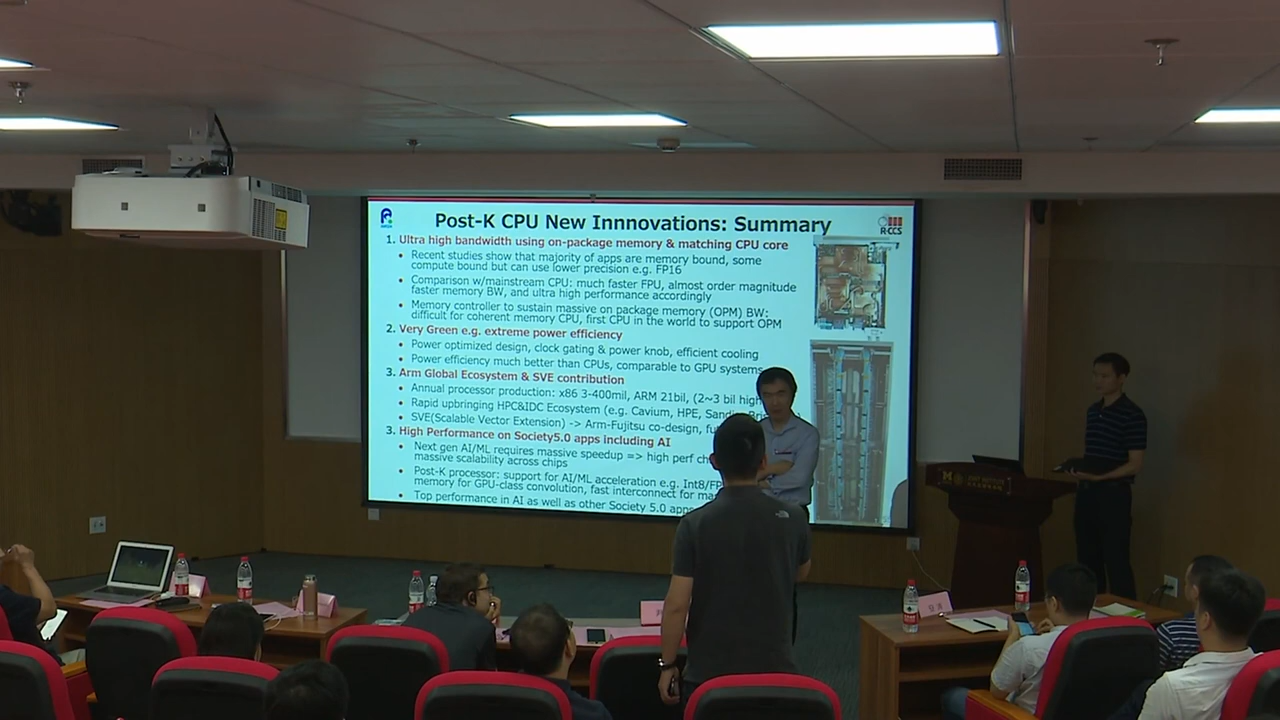 Post-K CPU New Innnovations: Summary
R-CCS
1. Ultra high bandwidth using on-package memory & matching CPU core
• Recent studies show that majority of apps are memory bound, some
compute bound but can use lower precision e.g. FP16
• Comparison w/mainstream CPU: much faster FPU, almost order magnitude
faster memory BW, and ultra high performance accordingly
• Memory controller to sustain massive on package memory (OPM) BW:
difficult for coherent memory CPU, first CPU in the world to support OPM
2. Very Green e.g. extreme power efficiency
• Power optimized design, clock gating & power knob, efficient cooling
• Power efficiency much better than CPUs, comparable to GPU systems
3. Arm Global Ecosystem & SVE contribution
• Annual processor production: x86 3-400mil, ARM 21bil, (2~3 bil high
• Rapid upbringing HPC&IDC Ecosystem (e.g. Cavium, HPE,
• SVE(Scalable Vector Extension) -> Arm-Fujitsu co-design,
3. High Performance on Society5.0 apps including AI
• Next gen AI/ML requires massive speedup => high perf
massive scalability across chips
• Post-K processor: support for AI/ML acceleration e.g. Int8/
memory for GPU-class convolution, fast interconnect for
• Top performance in AI as well as other Society 5.0 apps